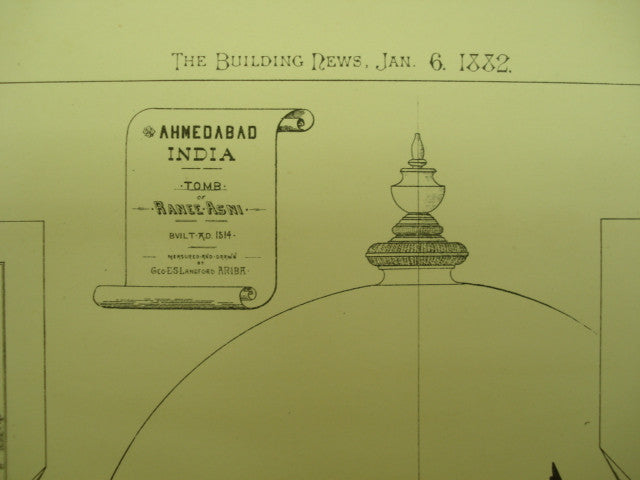 THE BUILDING NEWS, JAN. 6. 1882.
AHMEDABAD
INDIA
·TOMB·
OF
RANEE·ASNI
BVILT·A.D. 1514·
MEASURED·AND·DRAWN
BY
GEO E S LANGFORD ARIBA·